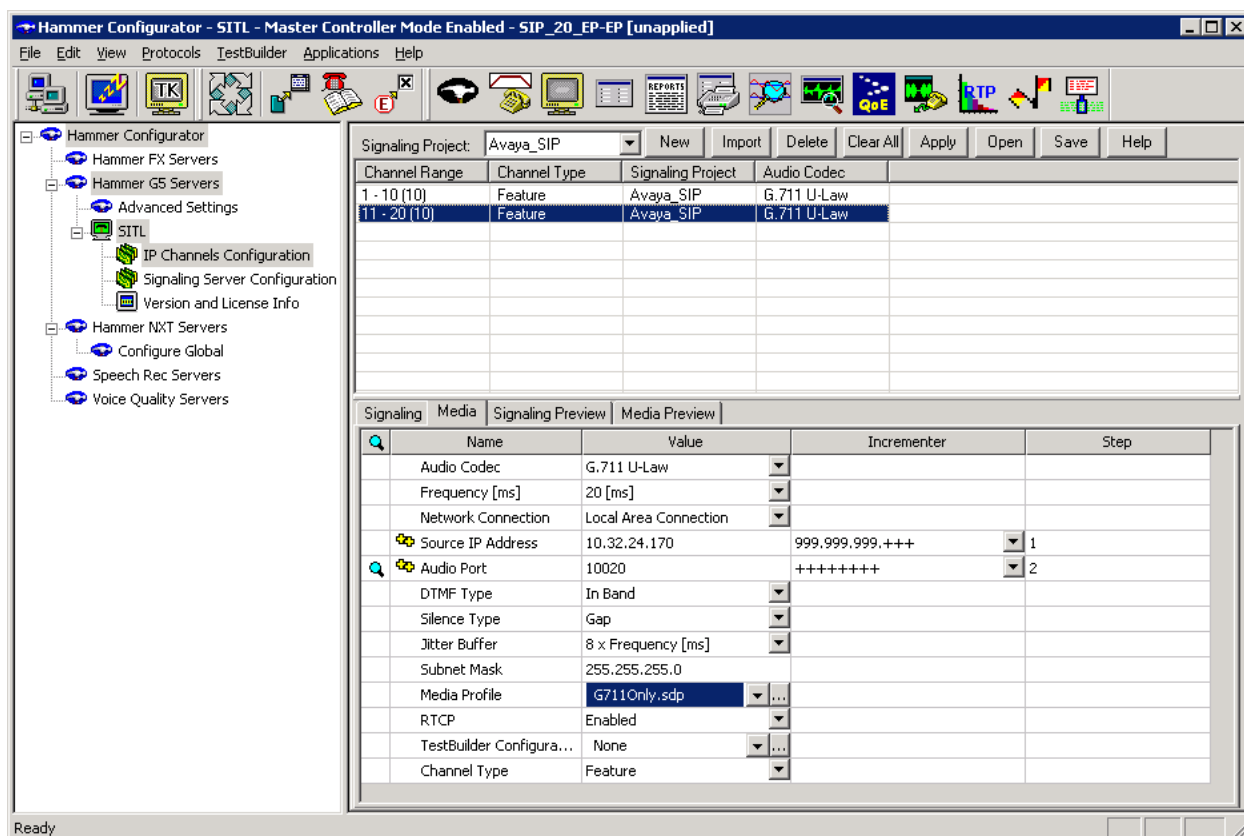 Hammer Configurator - SITL - Master Controller Mode Enabled - SIP_20_EP-EP [unapplied]
File Edit View Protocols TestBuilder Applications Help
TK E REPORTS QoE RTP
Hammer Configurator
Hammer FX Servers
Hammer G5 Servers
Advanced Settings
SITL
IP Channels Configuration
Signaling Server Configuration
Version and License Info
Hammer NXT Servers
Configure Global
Speech Rec Servers
Voice Quality Servers
Signaling Project: Avaya_SIP New Import Delete Clear All Apply Open Save Help
Channel Range Channel Type Signaling Project Audio Codec
1 - 10 (10) Feature Avaya_SIP G.711 U-Law
11 - 20 (10) Feature Avaya_SIP G.711 U-Law
Signaling Media Signaling Preview Media Preview
Name Value Incrementer Step
Audio Codec G.711 U-Law
Frequency [ms] 20 [ms]
Network Connection Local Area Connection
Source IP Address 10.32.24.170 999.999.999.+++ 1
Audio Port 10020 ++++++++ 2
DTMF Type In Band
Silence Type Gap
Jitter Buffer 8 x Frequency [ms]
Subnet Mask 255.255.255.0
Media Profile G711Only.sdp ...
RTCP Enabled
TestBuilder Configura... None ...
Channel Type Feature
Ready